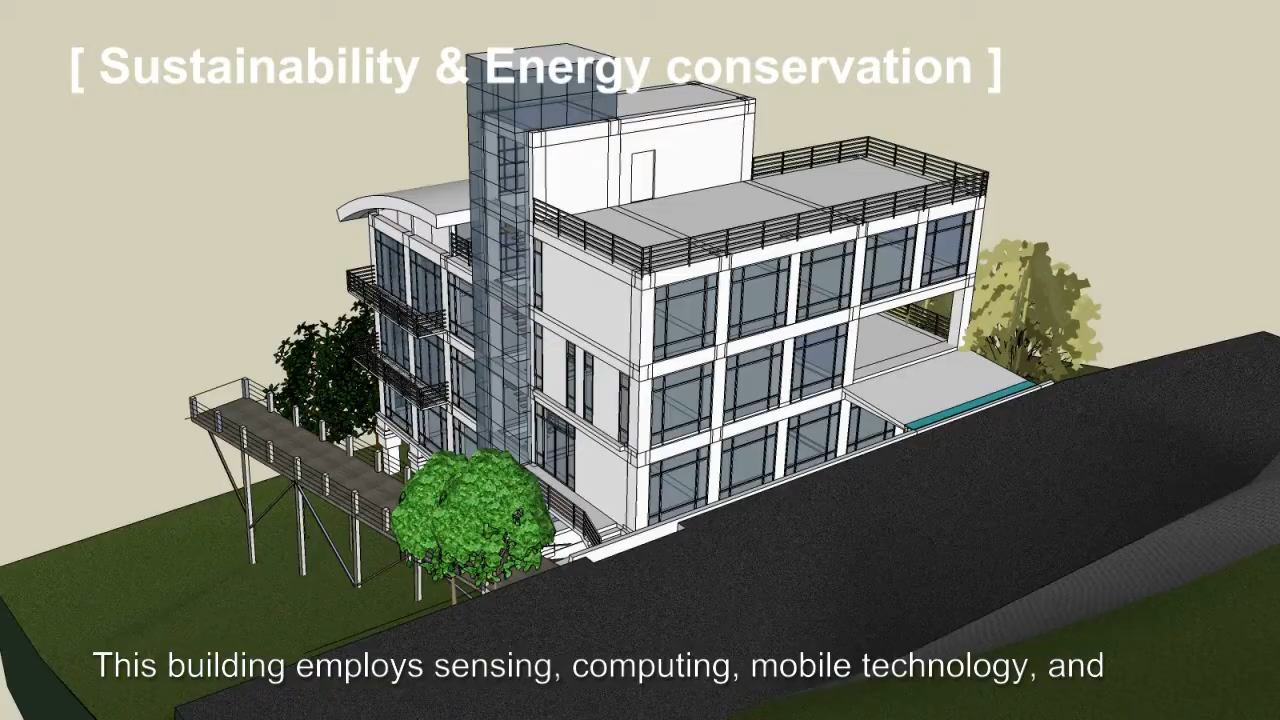 [ Sustainability & Energy conservation ]
This building employs sensing, computing, mobile technology, and